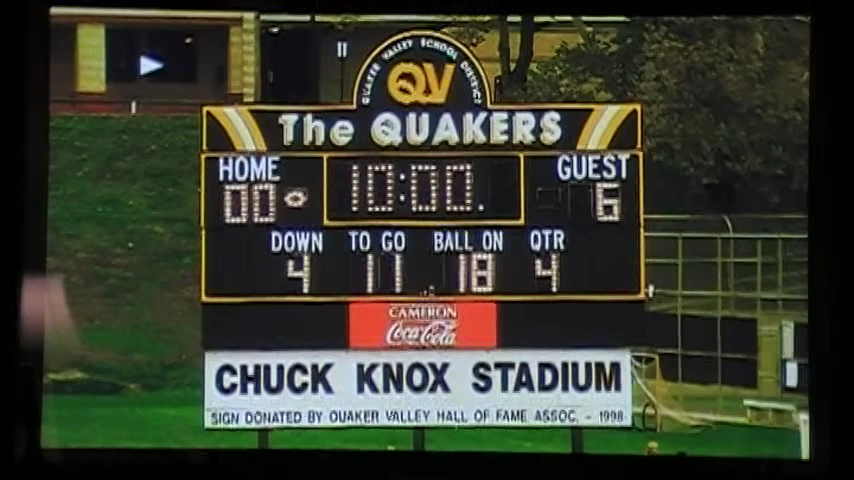 QUAKER VALLEY SCHOOL DISTRICT
QV
The QUAKERS
HOME GUEST
00 10:00. 6
DOWN TO GO BALL ON QTR
4 11 18 4
CAMERON
Coca-Cola
CHUCK KNOX STADIUM
SIGN DONATED BY QUAKER VALLEY HALL OF FAME ASSOC. - 1998